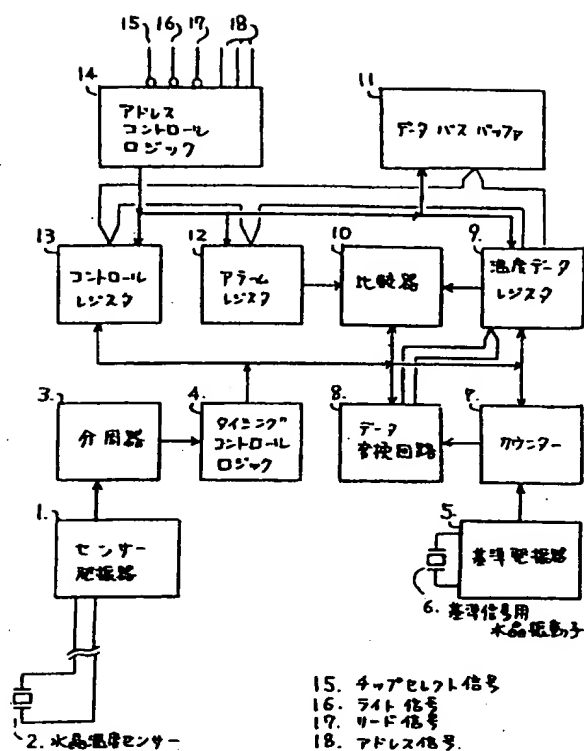 15 16 17 18
14
アドレス
コントロール
ロジック
11
データバスバッファ
13
コントロール
レジスタ
12
アラーム
レジスタ
10
比較器
9.
温度データ
レジスタ
3.
分周器
4.
タイミング
コントロール
ロジック
8.
データ
変換回路
7.
カウンター
1.
センサー
発振器
5.
基準発振器
6. 基準信号用
水晶振動子
2. 水晶温度センサー
15. チップセレクト信号
16. ライト信号
17. リード信号
18. アドレス信号